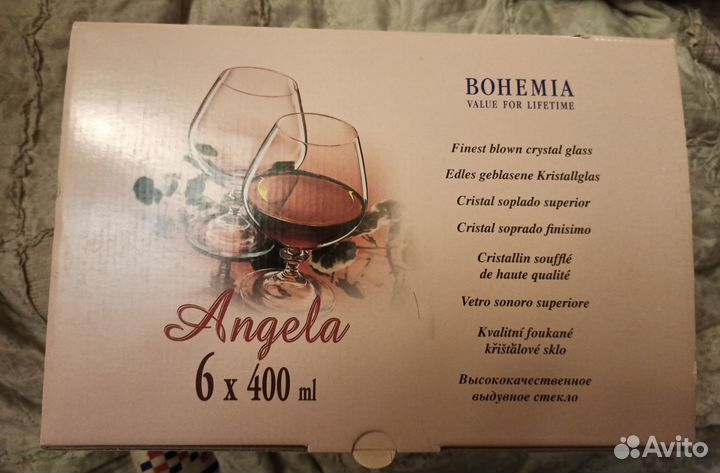 BOHEMIA
VALUE FOR LIFETIME
Finest blown crystal glass
Edles geblasene Kristallglas
Cristal soplado superior
Cristal soprado finisimo
Cristallin soufflé
de haute qualité
Vetro sonoro superiore
Kvalitní foukané
křišťálové sklo
Высококачественное
выдувное стекло
Angela
6 x 400 ml
Avito